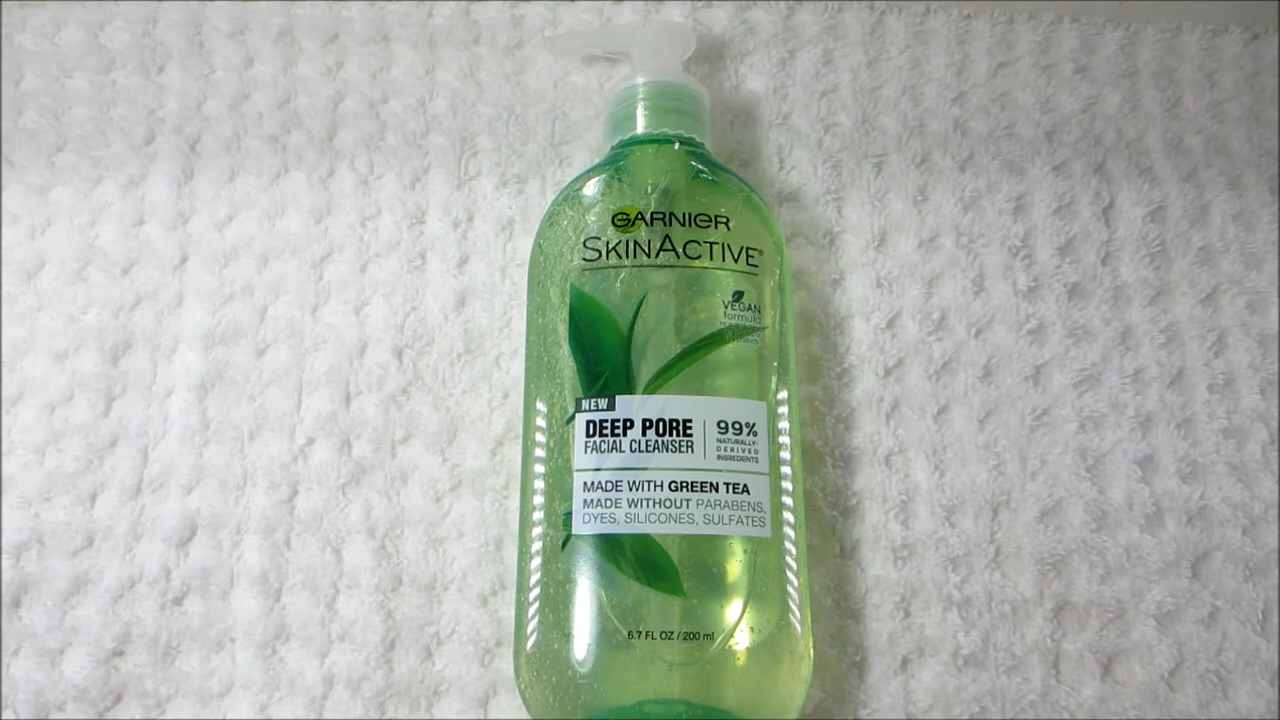 GARNIER
SKINACTIVE®
VEGAN
formula
NEW
DEEP PORE
FACIAL CLEANSER
99%
NATURALLY-
DERIVED
INGREDIENTS
MADE WITH GREEN TEA
MADE WITHOUT PARABENS,
DYES, SILICONES, SULFATES
6.7 FL OZ / 200 ml